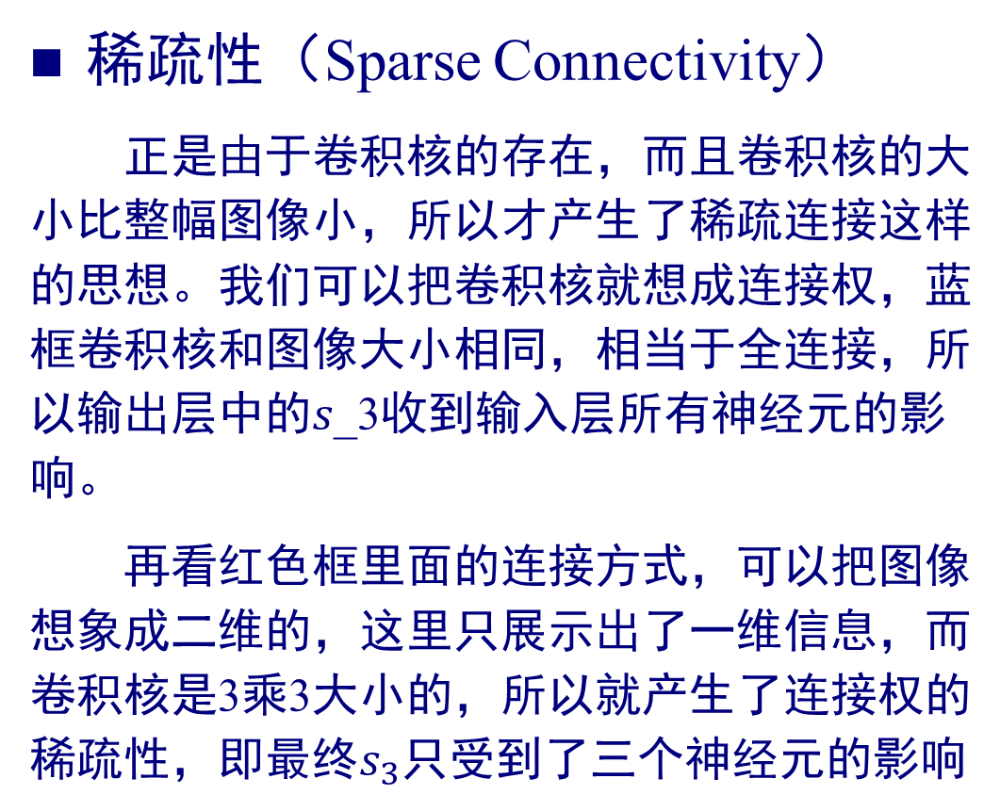 ■ 稀疏性（Sparse Connectivity）
正是由于卷积核的存在，而且卷积核的大
小比整幅图像小，所以才产生了稀疏连接这样
的思想。我们可以把卷积核就想成连接权，蓝
框卷积核和图像大小相同，相当于全连接，所
以输出层中的s_3收到输入层所有神经元的影
响。
再看红色框里面的连接方式，可以把图像
想象成二维的，这里只展示出了一维信息，而
卷积核是3乘3大小的，所以就产生了连接权的
稀疏性，即最终s₃只受到了三个神经元的影响